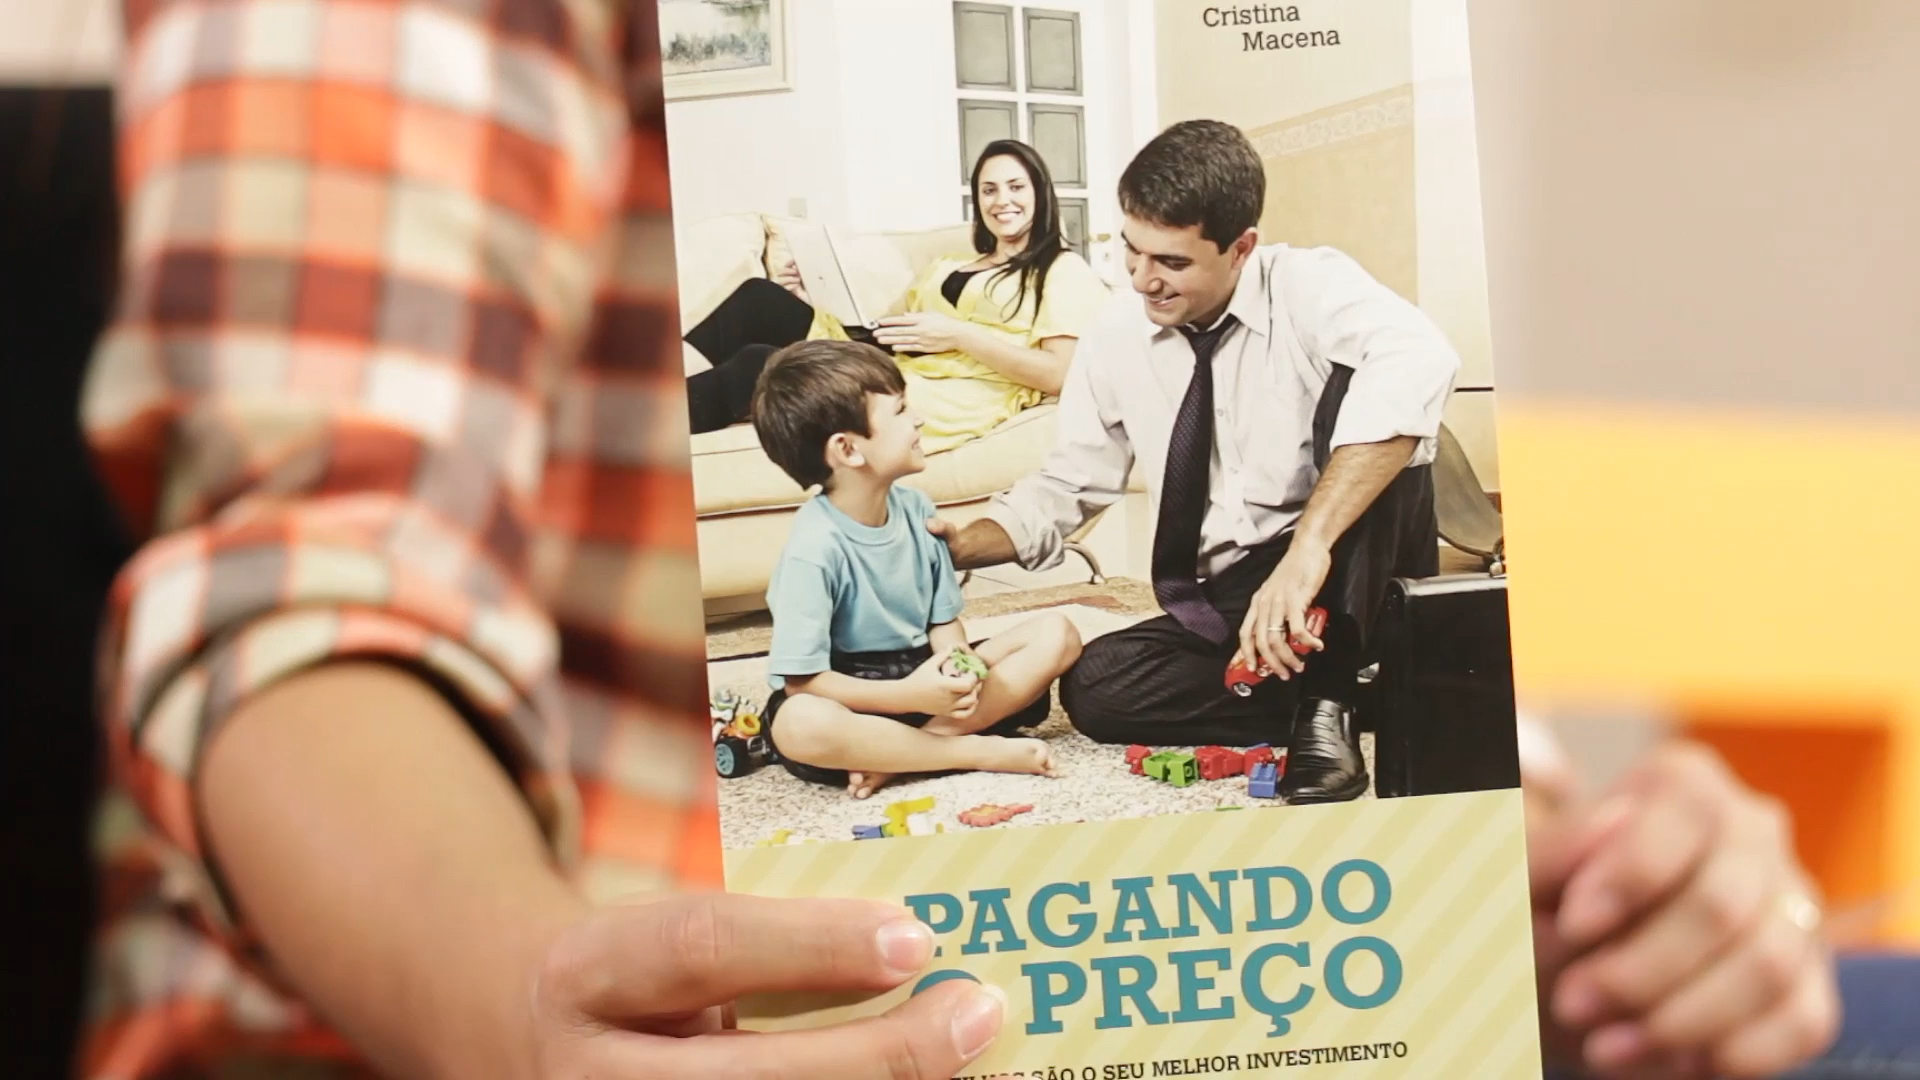 Cristina
Macena
PAGANDO
O PREÇO
SÃO O SEU MELHOR INVESTIMENTO